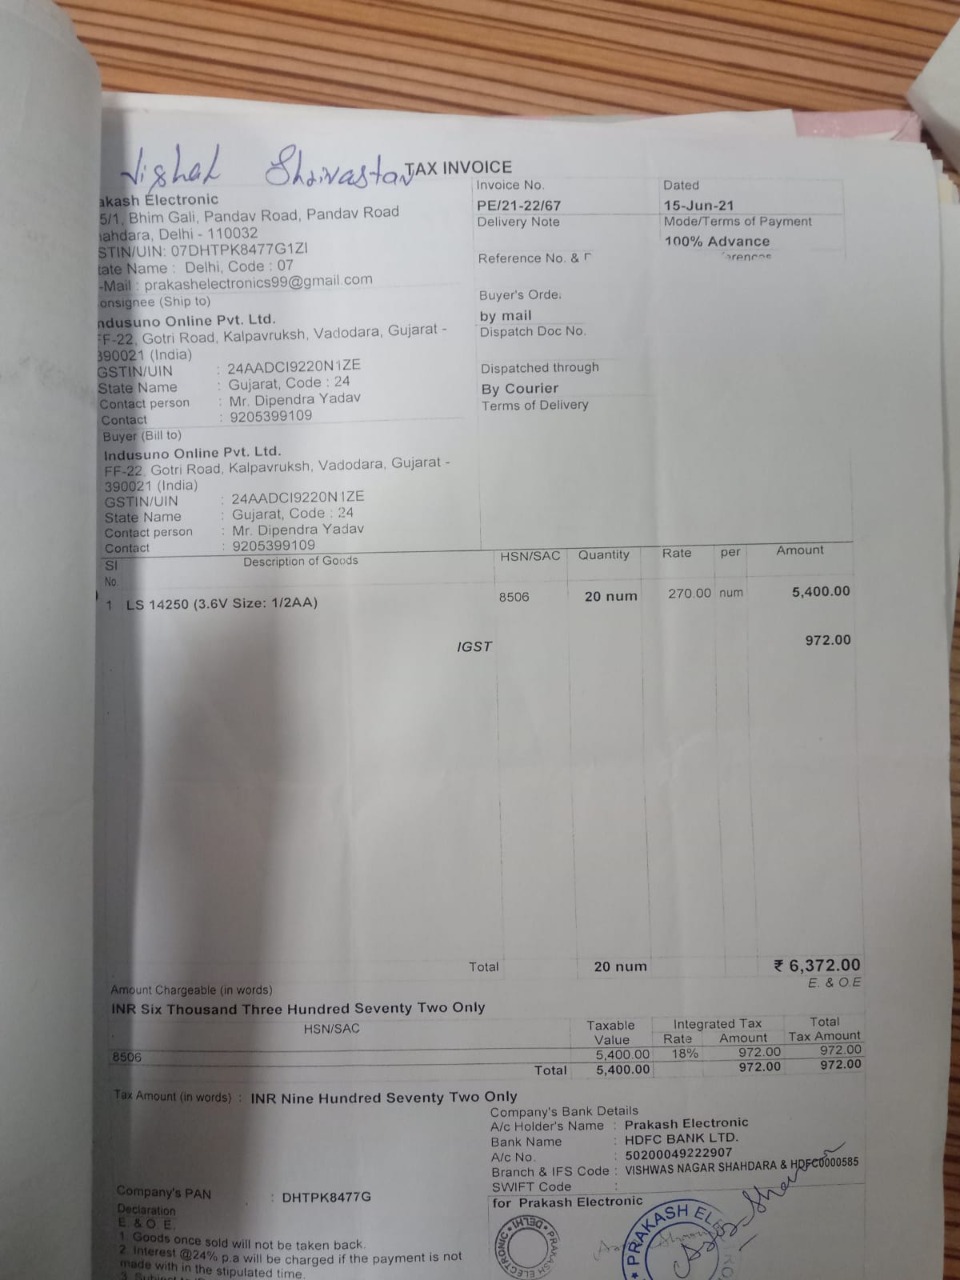 Vishal Shrivastav
TAX INVOICE
akash Electronic
5/1, Bhim Gali, Pandav Road, Pandav Road
ahdara, Delhi - 110032
STIN/UIN: 07DHTPK8477G1ZI
tate Name : Delhi, Code : 07
-Mail : prakashelectronics99@gmail.com
Invoice No.
PE/21-22/67
Dated
15-Jun-21
Delivery Note
Mode/Terms of Payment
100% Advance
Reference No. &
Buyer's Orde
by mail
Dispatch Doc No.
Dispatched through
By Courier
Terms of Delivery
onsignee (Ship to)
ndusuno Online Pvt. Ltd.
FF-22, Gotri Road, Kalpavruksh, Vadodara, Gujarat -
390021 (India)
GSTIN/UIN : 24AADCI9220N1ZE
State Name : Gujarat, Code : 24
Contact person : Mr. Dipendra Yadav
Contact : 9205399109
Buyer (Bill to)
Indusuno Online Pvt. Ltd.
FF-22, Gotri Road, Kalpavruksh, Vadodara, Gujarat -
390021 (India)
GSTIN/UIN : 24AADCI9220N1ZE
State Name : Gujarat, Code : 24
Contact person : Mr. Dipendra Yadav
Contact : 9205399109
Sl No. Description of Goods HSN/SAC Quantity Rate per Amount
1 LS 14250 (3.6V Size: 1/2AA) 8506 20 num 270.00 num 5,400.00
IGST 972.00
Total 20 num ₹ 6,372.00
Amount Chargeable (in words) E. & O.E
INR Six Thousand Three Hundred Seventy Two Only
HSN/SAC Taxable Value Integrated Tax Rate Amount Total Tax Amount
8506 5,400.00 18% 972.00 972.00
Total 5,400.00 972.00 972.00
Tax Amount (in words) : INR Nine Hundred Seventy Two Only
Company's Bank Details
A/c Holder's Name : Prakash Electronic
Bank Name : HDFC BANK LTD.
A/c No. : 50200049222907
Branch & IFS Code : VISHWAS NAGAR SHAHDARA & HDFC0000585
SWIFT Code :
Company's PAN : DHTPK8477G
Declaration
E. & O. E.
1. Goods once sold will not be taken back.
2. Interest @24% p.a will be charged if the payment is not
made with in the stipulated time.
for Prakash Electronic
PRAKASH ELECTRONIC * DELHI *
PRAKASH ELE